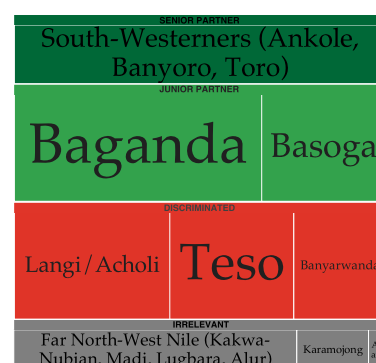 SENIOR PARTNER
South-Westerners (Ankole,
Banyoro, Toro)
JUNIOR PARTNER
Baganda
Basoga
DISCRIMINATED
Langi/Acholi
Teso
Banyarwanda
IRRELEVANT
Far North-West Nile (Kakwa-
Nubian, Madi, Lugbara, Alur)
Karamojong